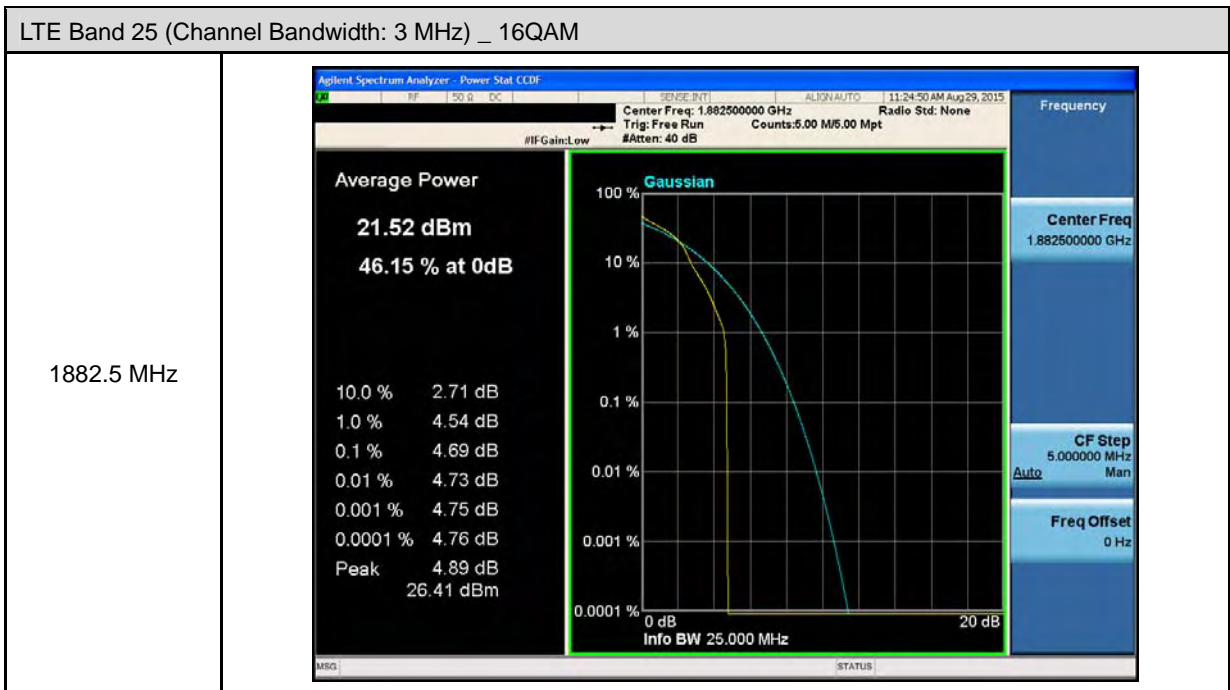 LTE Band 25 (Channel Bandwidth: 3 MHz) _ 16QAM
1882.5 MHz
Agilent Spectrum Analyzer - Power Stat CCDF
RF 50 Ω DC SENSE:INT ALIGN AUTO 11:24:50 AM Aug 29, 2015
Center Freq: 1.882500000 GHz Radio Std: None
Trig: Free Run Counts:5.00 M/5.00 Mpt
#IFGain:Low #Atten: 40 dB
Average Power
21.52 dBm
46.15 % at 0dB
10.0 % 2.71 dB
1.0 % 4.54 dB
0.1 % 4.69 dB
0.01 % 4.73 dB
0.001 % 4.75 dB
0.0001 % 4.76 dB
Peak 4.89 dB
26.41 dBm
Gaussian
100 %
10 %
1 %
0.1 %
0.01 %
0.001 %
0.0001 %
0 dB 20 dB
Info BW 25.000 MHz
Frequency
Center Freq
1.882500000 GHz
CF Step
5.000000 MHz
Auto Man
Freq Offset
0 Hz
MSG STATUS